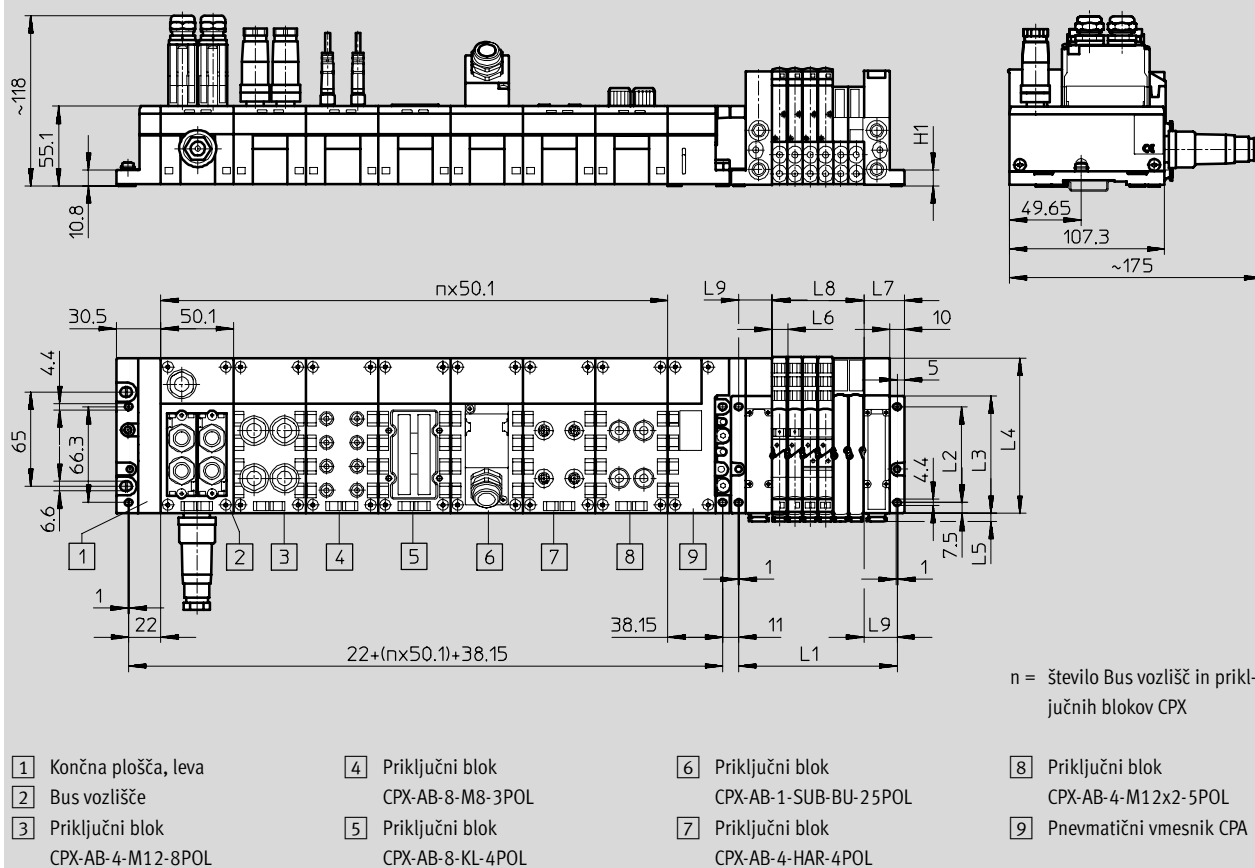 ~118
55.1
10.8
H1
49.65
107.3
~175
nx50.1
L9
L8
L7
30.5
50.1
L6
10
4.4
5
65
66.3
L2
L3
L4
4.4
6.6
7.5
L5
1
2
3
4
5
6
7
8
9
1
1
1
22
38.15
11
L9
22+(nx50.1)+38.15
L1
n = število Bus vozlišč in prikl-
jučnih blokov CPX
1 Končna plošča, leva
2 Bus vozlišče
3 Priključni blok
CPX-AB-4-M12-8POL
4 Priključni blok
CPX-AB-8-M8-3POL
5 Priključni blok
CPX-AB-8-KL-4POL
6 Priključni blok
CPX-AB-1-SUB-BU-25POL
7 Priključni blok
CPX-AB-4-HAR-4POL
8 Priključni blok
CPX-AB-4-M12x2-5POL
9 Pnevmatični vmesnik CPA